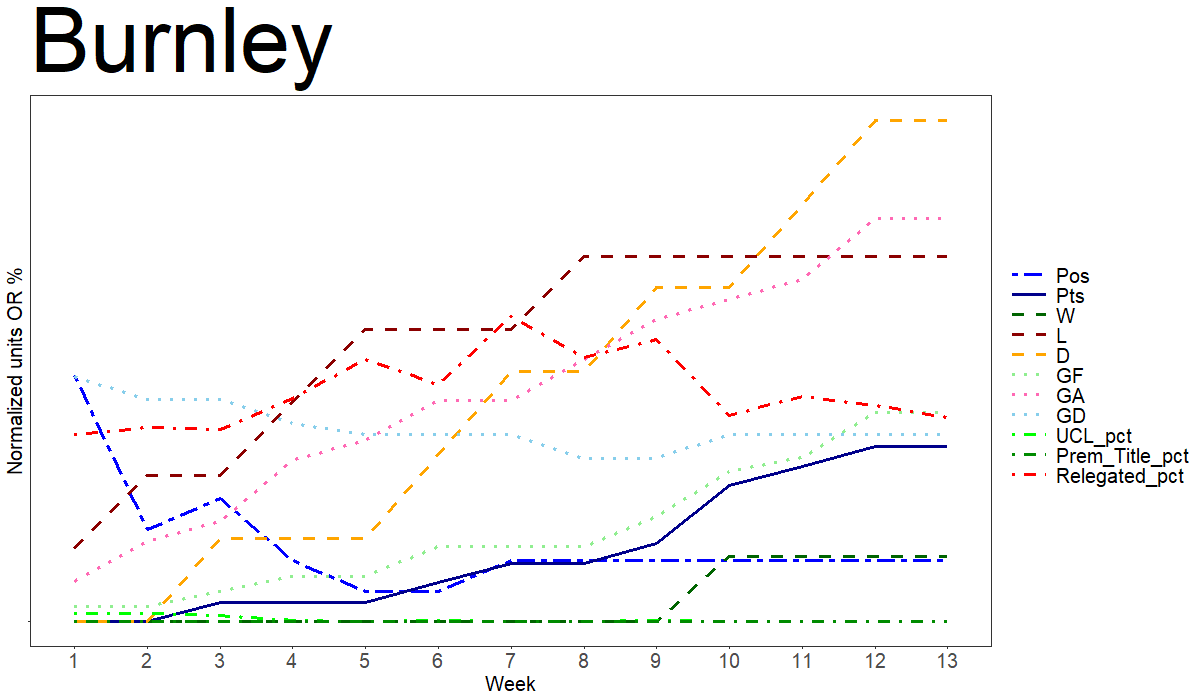 Burnley
Normalized units OR %
1 2 3 4 5 6 7 8 9 10 11 12 13
Week
Pos
Pts
W
L
D
GF
GA
GD
UCL_pct
Prem_Title_pct
Relegated_pct